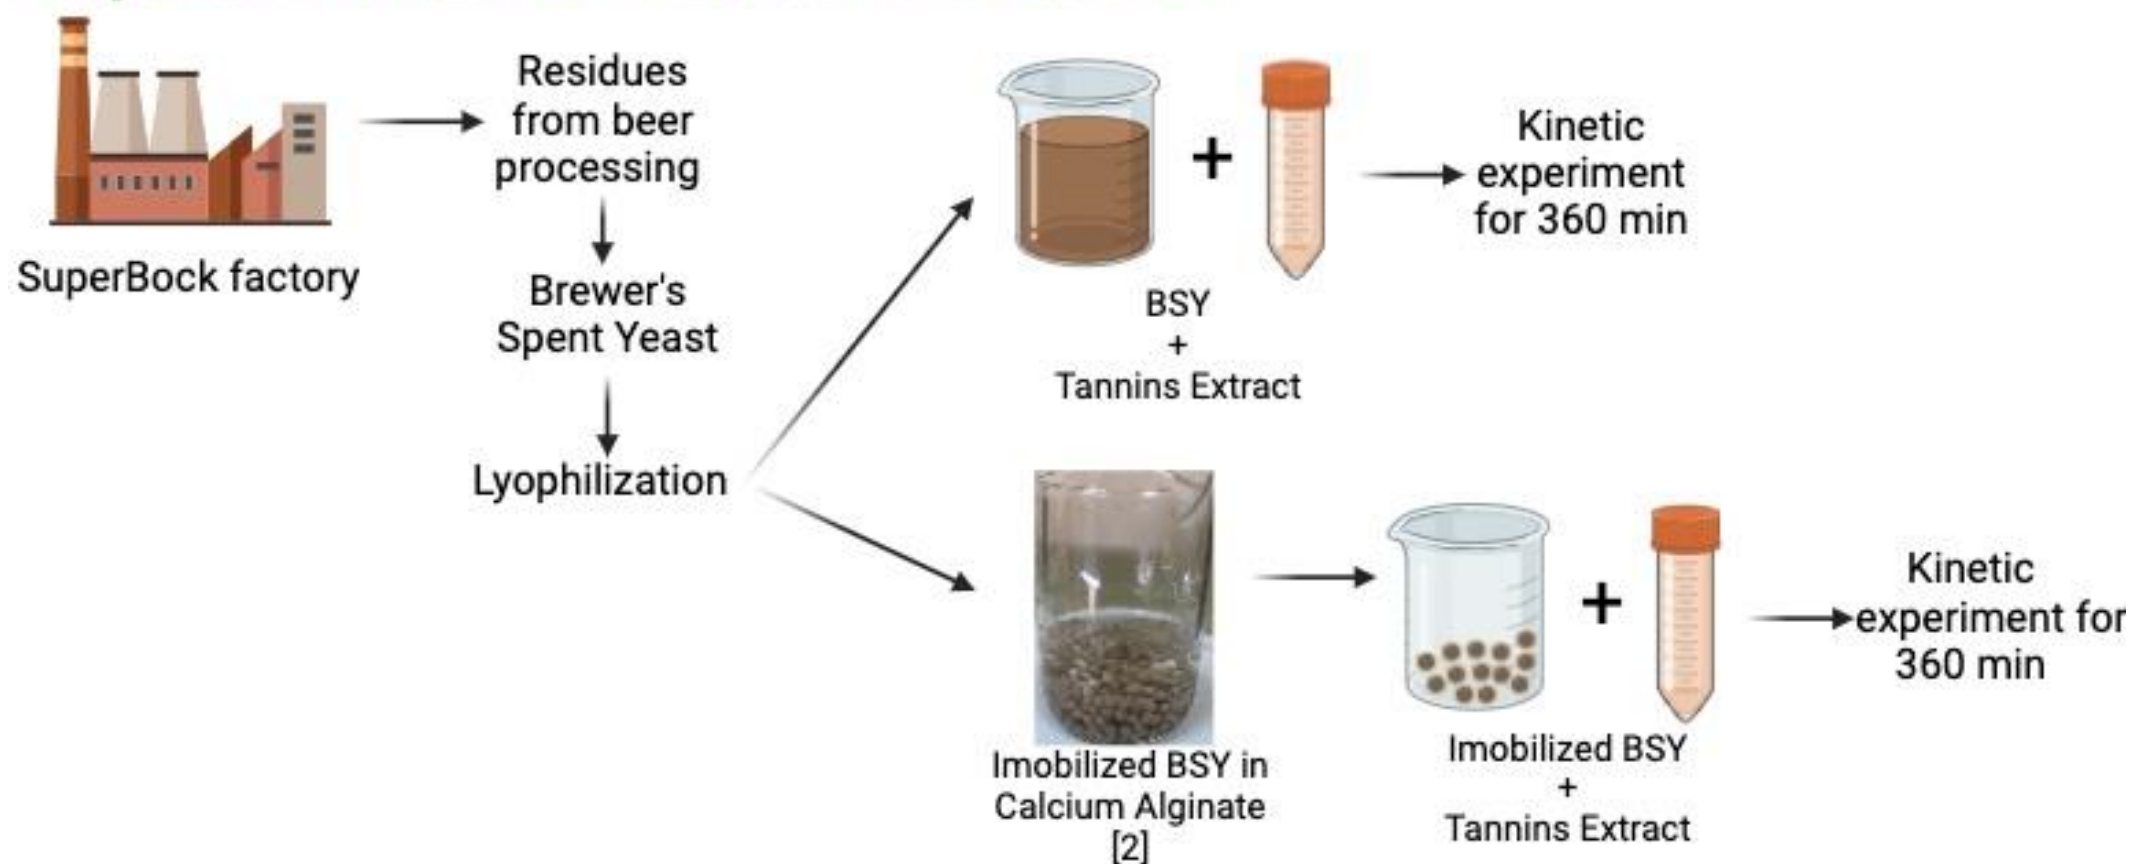 SuperBock factory
Residues
from beer
processing
Brewer's
Spent Yeast
Lyophilization
BSY
+
Tannins Extract
+
Kinetic
experiment
for 360 min
Imobilized BSY in
Calcium Alginate
[2]
+
Imobilized BSY
+
Tannins Extract
Kinetic
experiment for
360 min